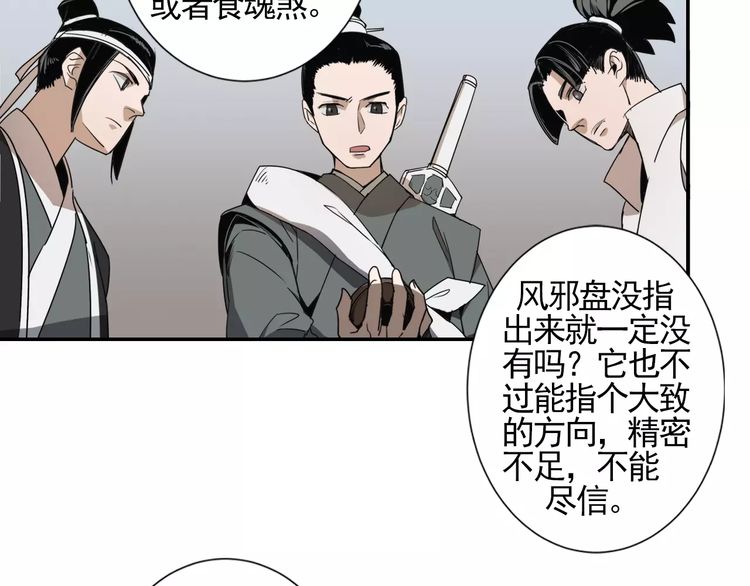 或者食魂煞。
风邪盘没指
出来就一定没
有吗？它也不
过能指个大致
的方向，精密
不足，不能
尽信。